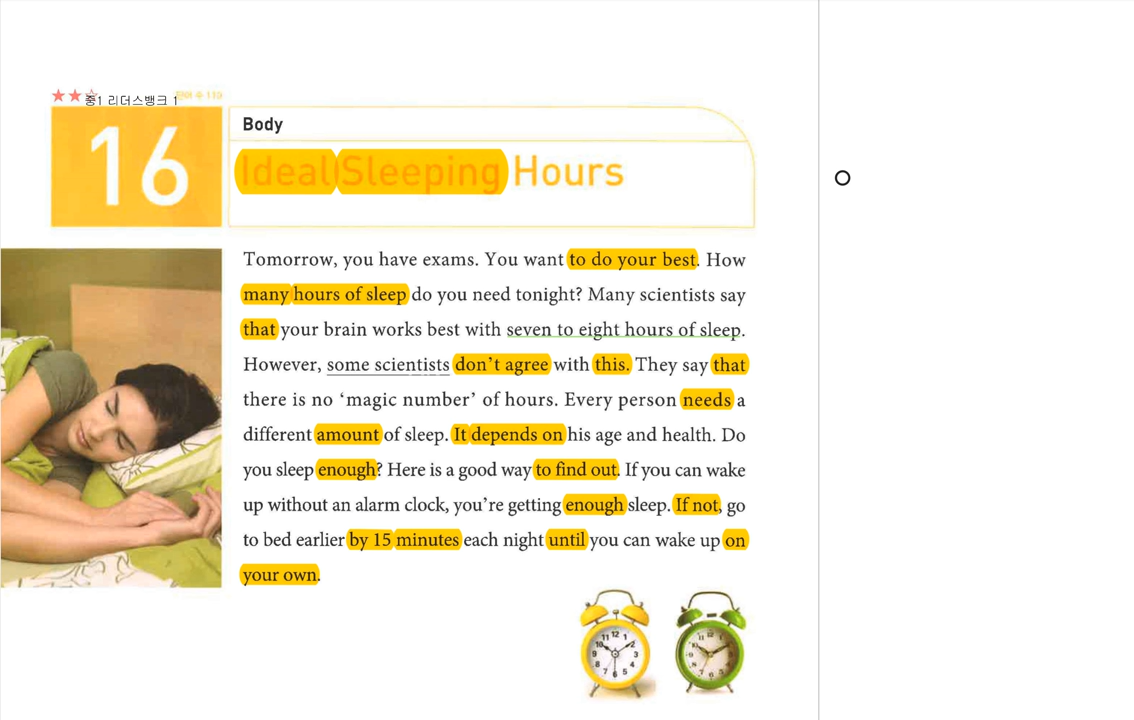 중1 리더스뱅크 1
16
Body
Ideal Sleeping Hours
Tomorrow, you have exams. You want to do your best. How
many hours of sleep do you need tonight? Many scientists say
that your brain works best with seven to eight hours of sleep.
However, some scientists don't agree with this. They say that
there is no ‘magic number’ of hours. Every person needs a
different amount of sleep. It depends on his age and health. Do
you sleep enough? Here is a good way to find out. If you can wake
up without an alarm clock, you're getting enough sleep. If not, go
to bed earlier by 15 minutes each night until you can wake up on
your own.